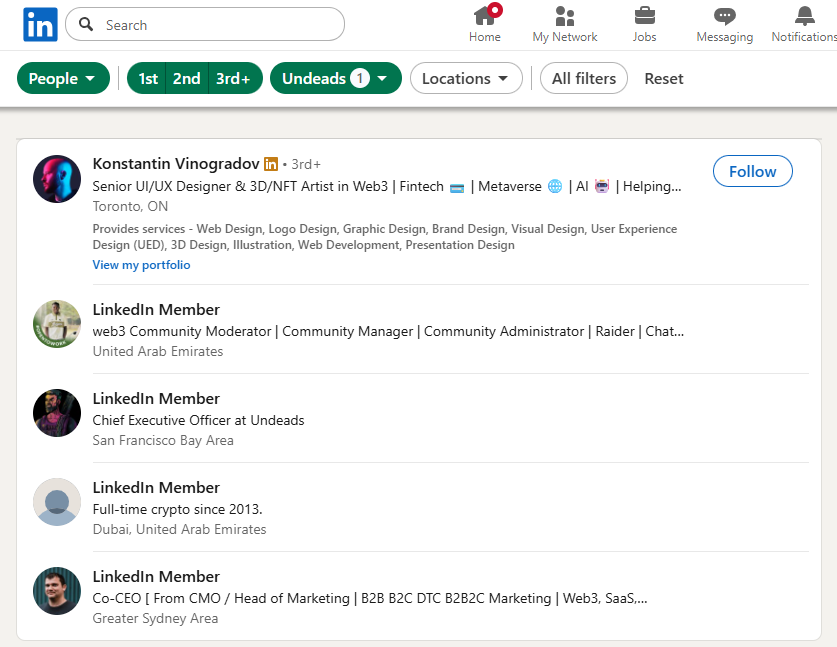 in
Search
Home
My Network
Jobs
Messaging
Notifications
People
1st 2nd 3rd+
Undeads 1
Locations
All filters
Reset
Konstantin Vinogradov in • 3rd+
Senior UI/UX Designer & 3D/NFT Artist in Web3 | Fintech 💳 | Metaverse 🌐 | AI 🤖 | Helping...
Follow
Toronto, ON
Provides services - Web Design, Logo Design, Graphic Design, Brand Design, Visual Design, User Experience
Design (UED), 3D Design, Illustration, Web Development, Presentation Design
View my portfolio
LinkedIn Member
web3 Community Moderator | Community Manager | Community Administrator | Raider | Chat...
#OPENTOWORK
United Arab Emirates
LinkedIn Member
Chief Executive Officer at Undeads
San Francisco Bay Area
LinkedIn Member
Full-time crypto since 2013.
Dubai, United Arab Emirates
LinkedIn Member
Co-CEO [ From CMO / Head of Marketing | B2B B2C DTC B2B2C Marketing | Web3, SaaS,...
Greater Sydney Area